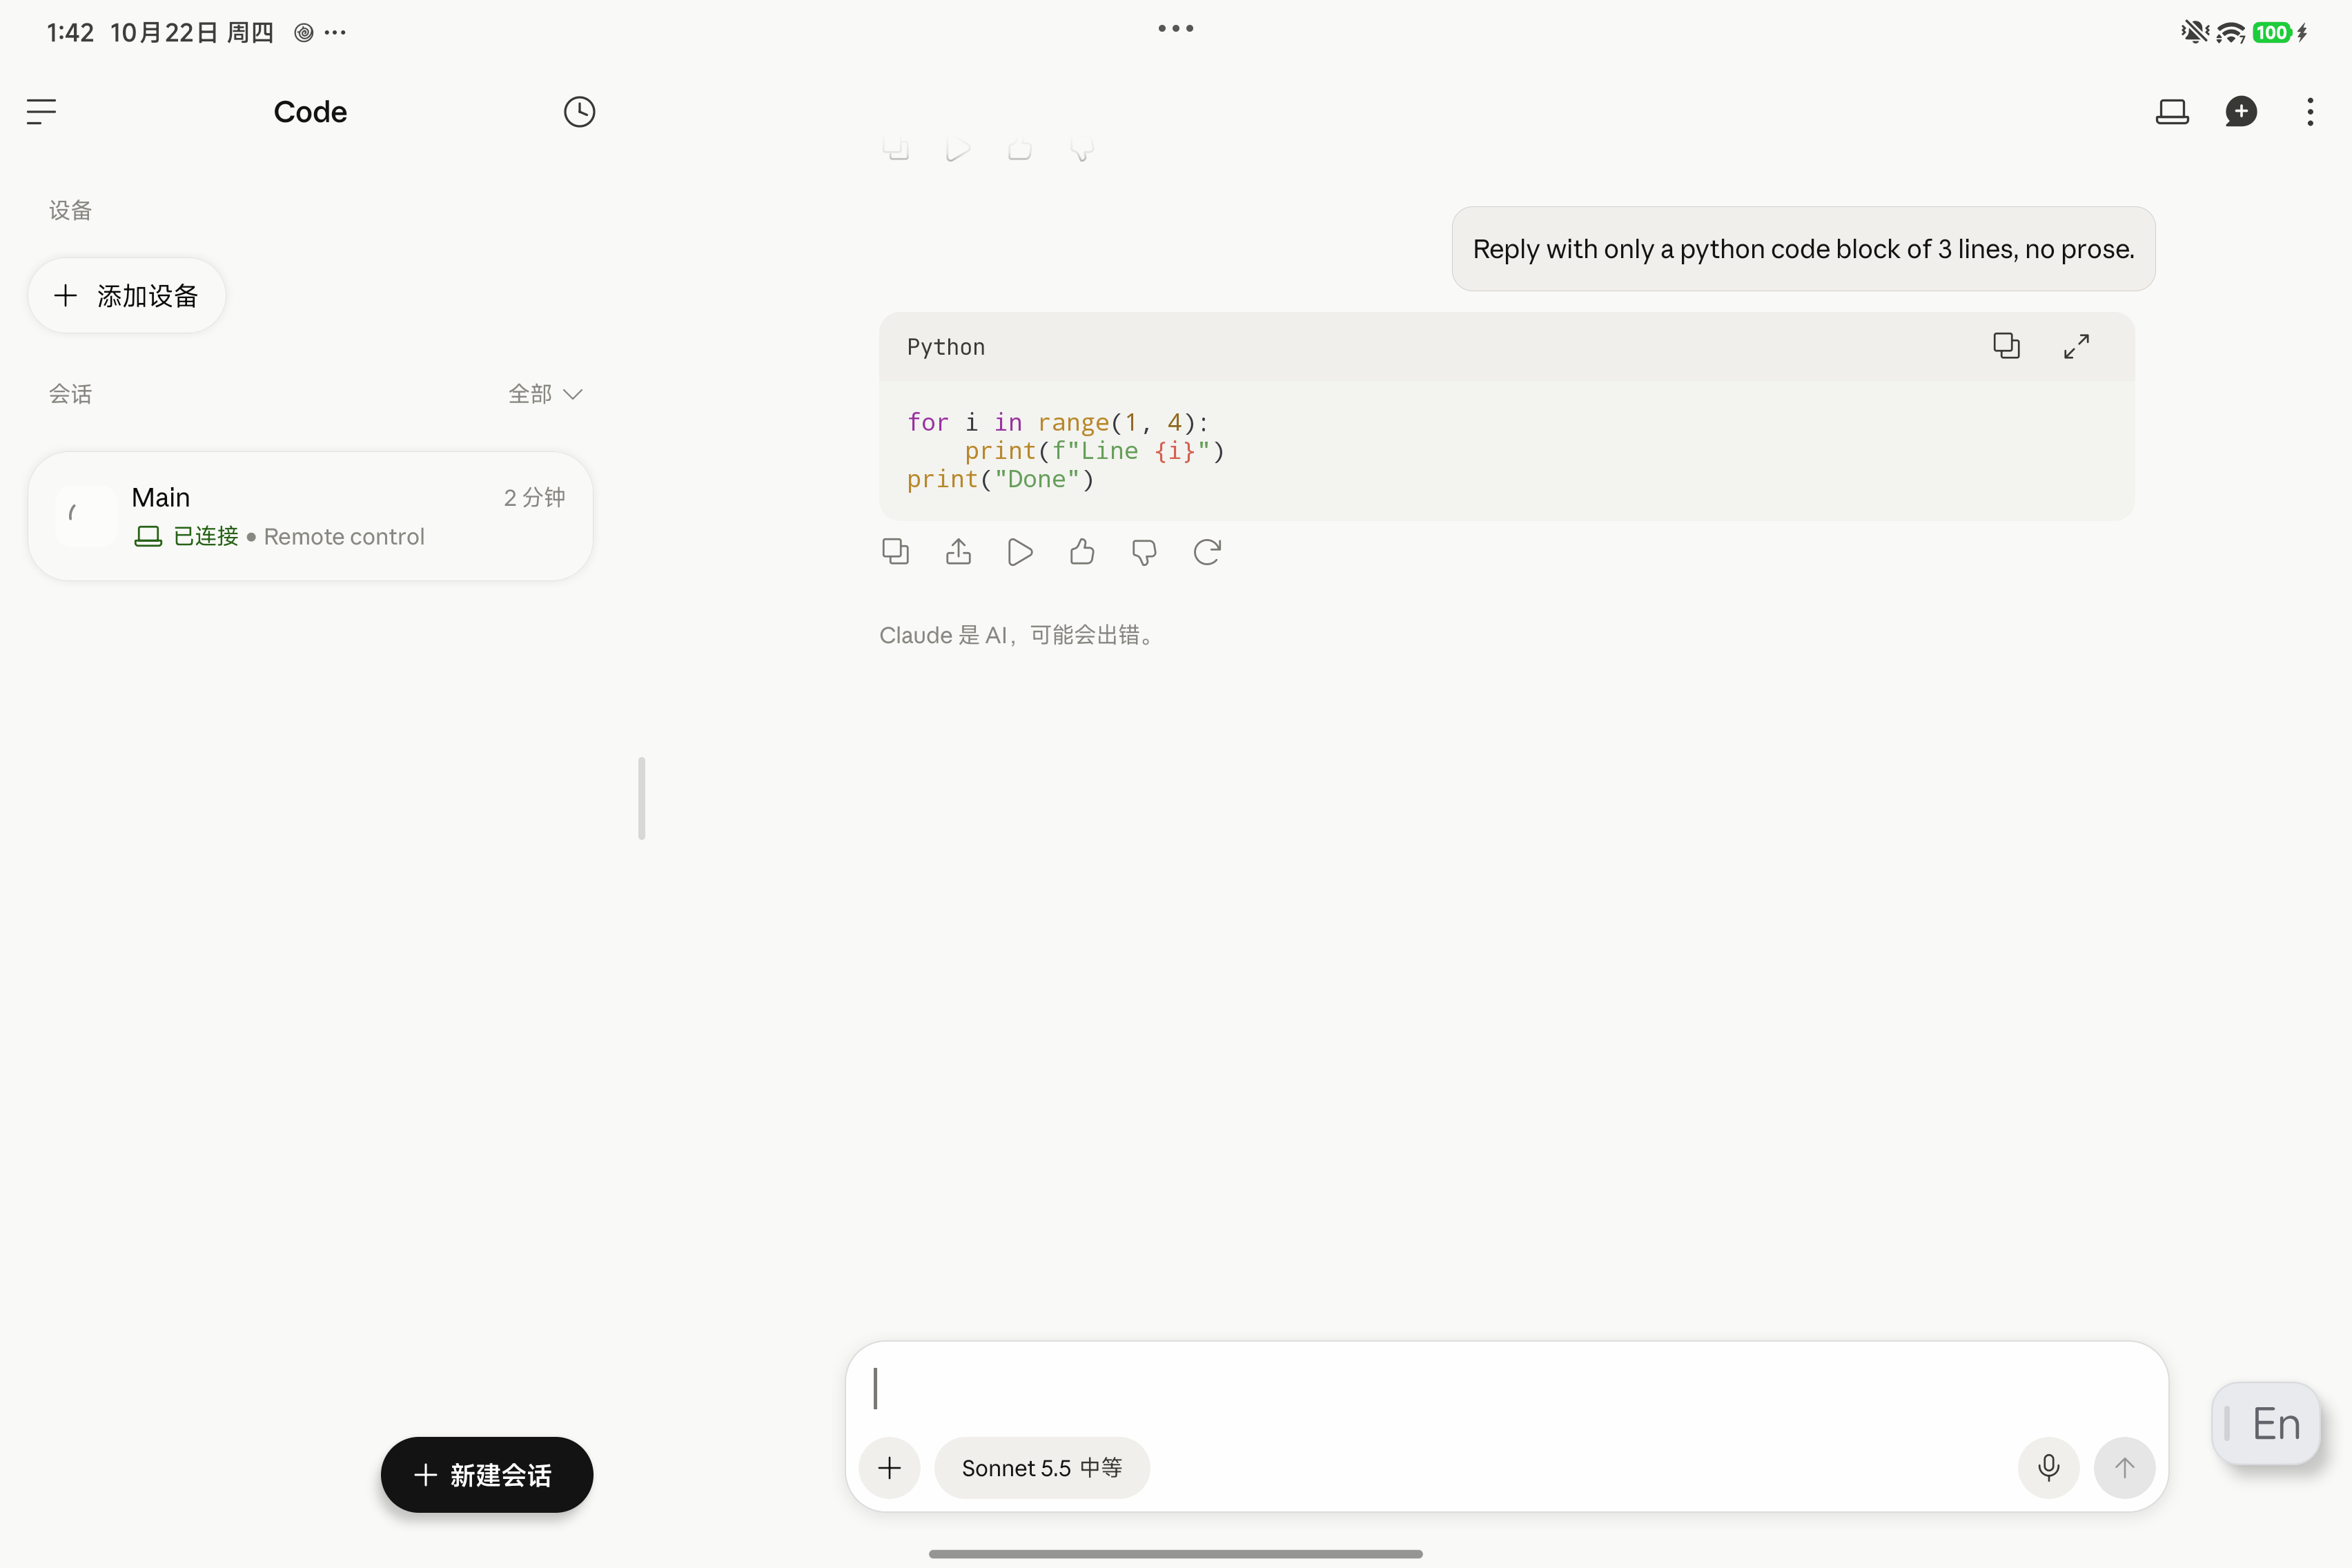 1:42 10月22日 周四
100
Code
设备
添加设备
会话 全部
Main 2 分钟
已连接 • Remote control
新建会话
Reply with only a python code block of 3 lines, no prose.
Python
for i in range(1, 4):
    print(f"Line {i}")
print("Done")
Claude 是 AI，可能会出错。
Sonnet 5.5 中等
En